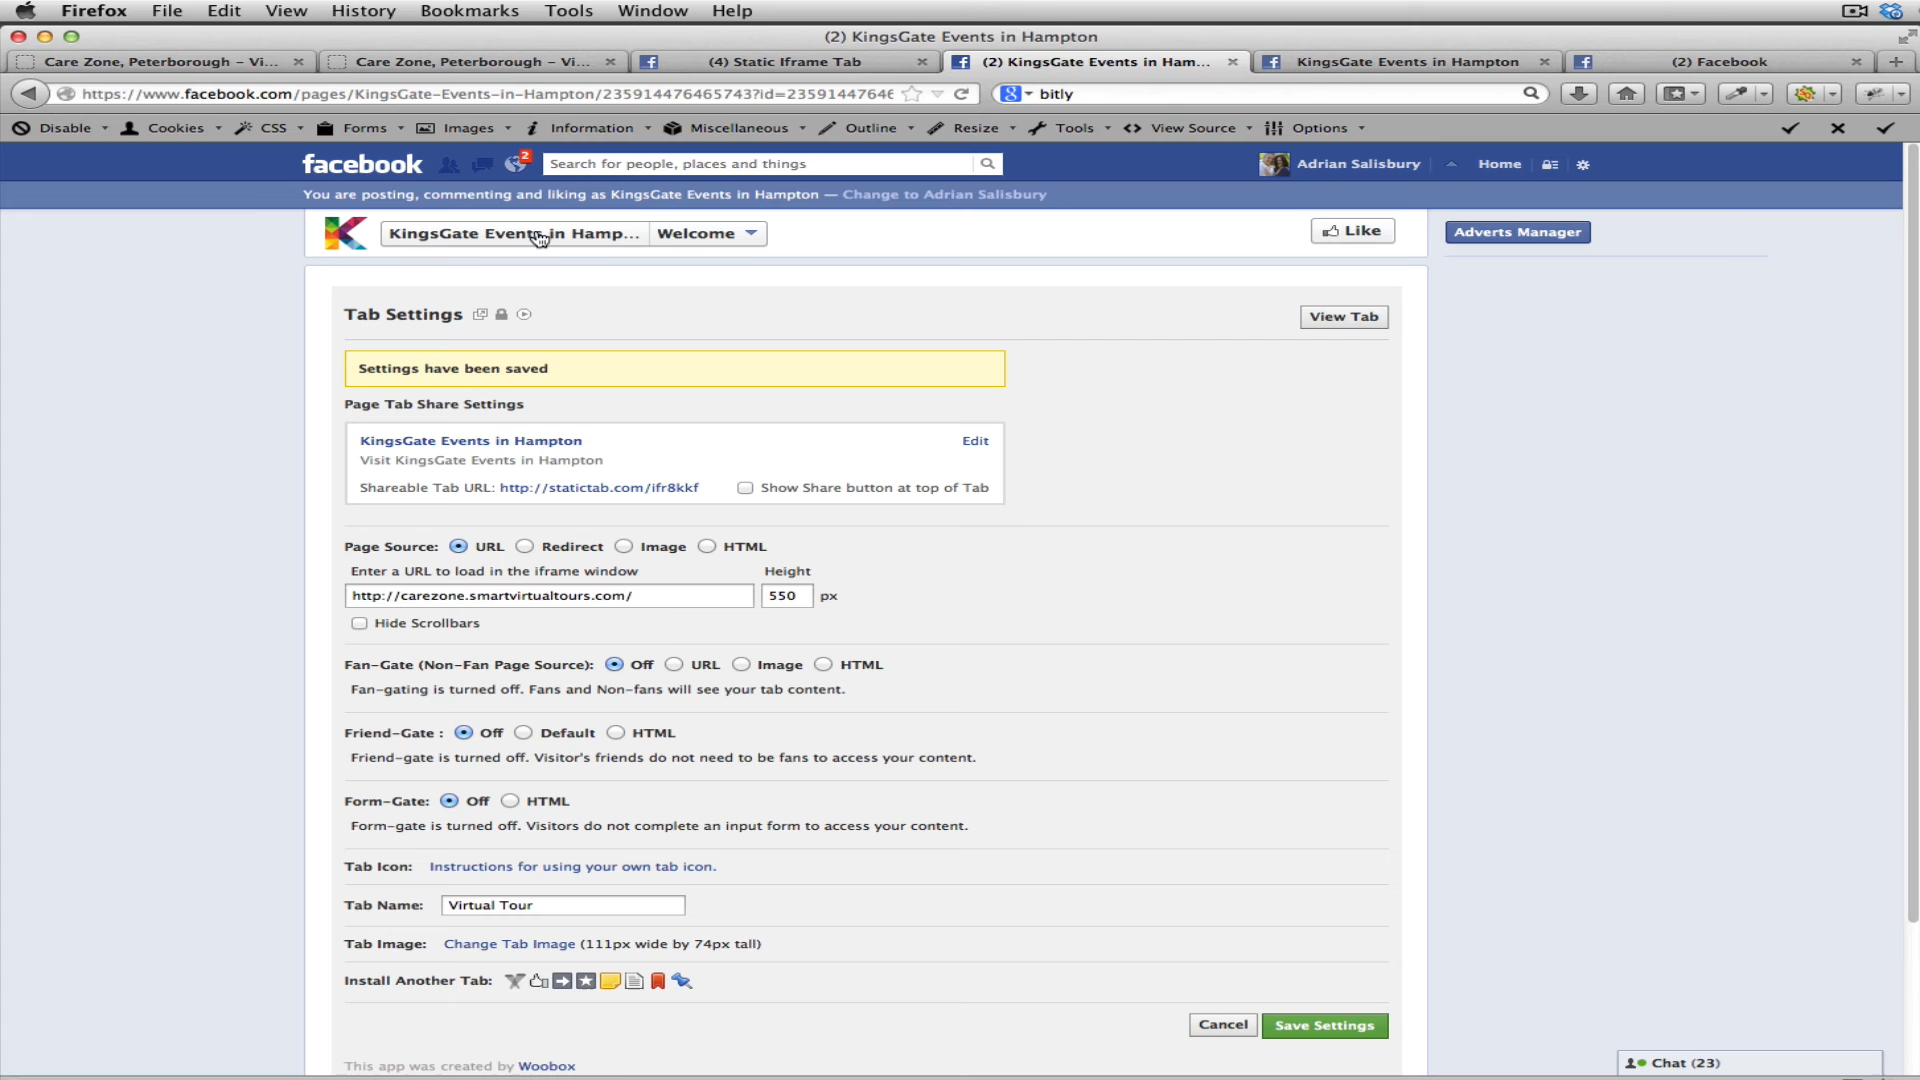 Firefox File Edit View History Bookmarks Tools Window Help
(2) KingsGate Events in Hampton
Care Zone, Peterborough – Vi... Care Zone, Peterborough – Vi... (4) Static Iframe Tab (2) KingsGate Events in Ham... KingsGate Events in Hampton (2) Facebook
https://www.facebook.com/pages/KingsGate-Events-in-Hampton/235914476465743?id=2359144764 bitly
Disable Cookies CSS Forms Images Information Miscellaneous Outline Resize Tools View Source Options
facebook 2 Search for people, places and things Adrian Salisbury Home
You are posting, commenting and liking as KingsGate Events in Hampton — Change to Adrian Salisbury
KingsGate Events in Hamp... Welcome Like Adverts Manager
Tab Settings View Tab
Settings have been saved
Page Tab Share Settings
KingsGate Events in Hampton Edit
Visit KingsGate Events in Hampton
Shareable Tab URL: http://statictab.com/ifr8kkf Show Share button at top of Tab
Page Source: URL Redirect Image HTML
Enter a URL to load in the iframe window Height
http://carezone.smartvirtualtours.com/ 550 px
Hide Scrollbars
Fan-Gate (Non-Fan Page Source): Off URL Image HTML
Fan-gating is turned off. Fans and Non-fans will see your tab content.
Friend-Gate : Off Default HTML
Friend-gate is turned off. Visitor's friends do not need to be fans to access your content.
Form-Gate: Off HTML
Form-gate is turned off. Visitors do not complete an input form to access your content.
Tab Icon: Instructions for using your own tab icon.
Tab Name: Virtual Tour
Tab Image: Change Tab Image (111px wide by 74px tall)
Install Another Tab:
Cancel Save Settings
This app was created by Woobox
Chat (23)